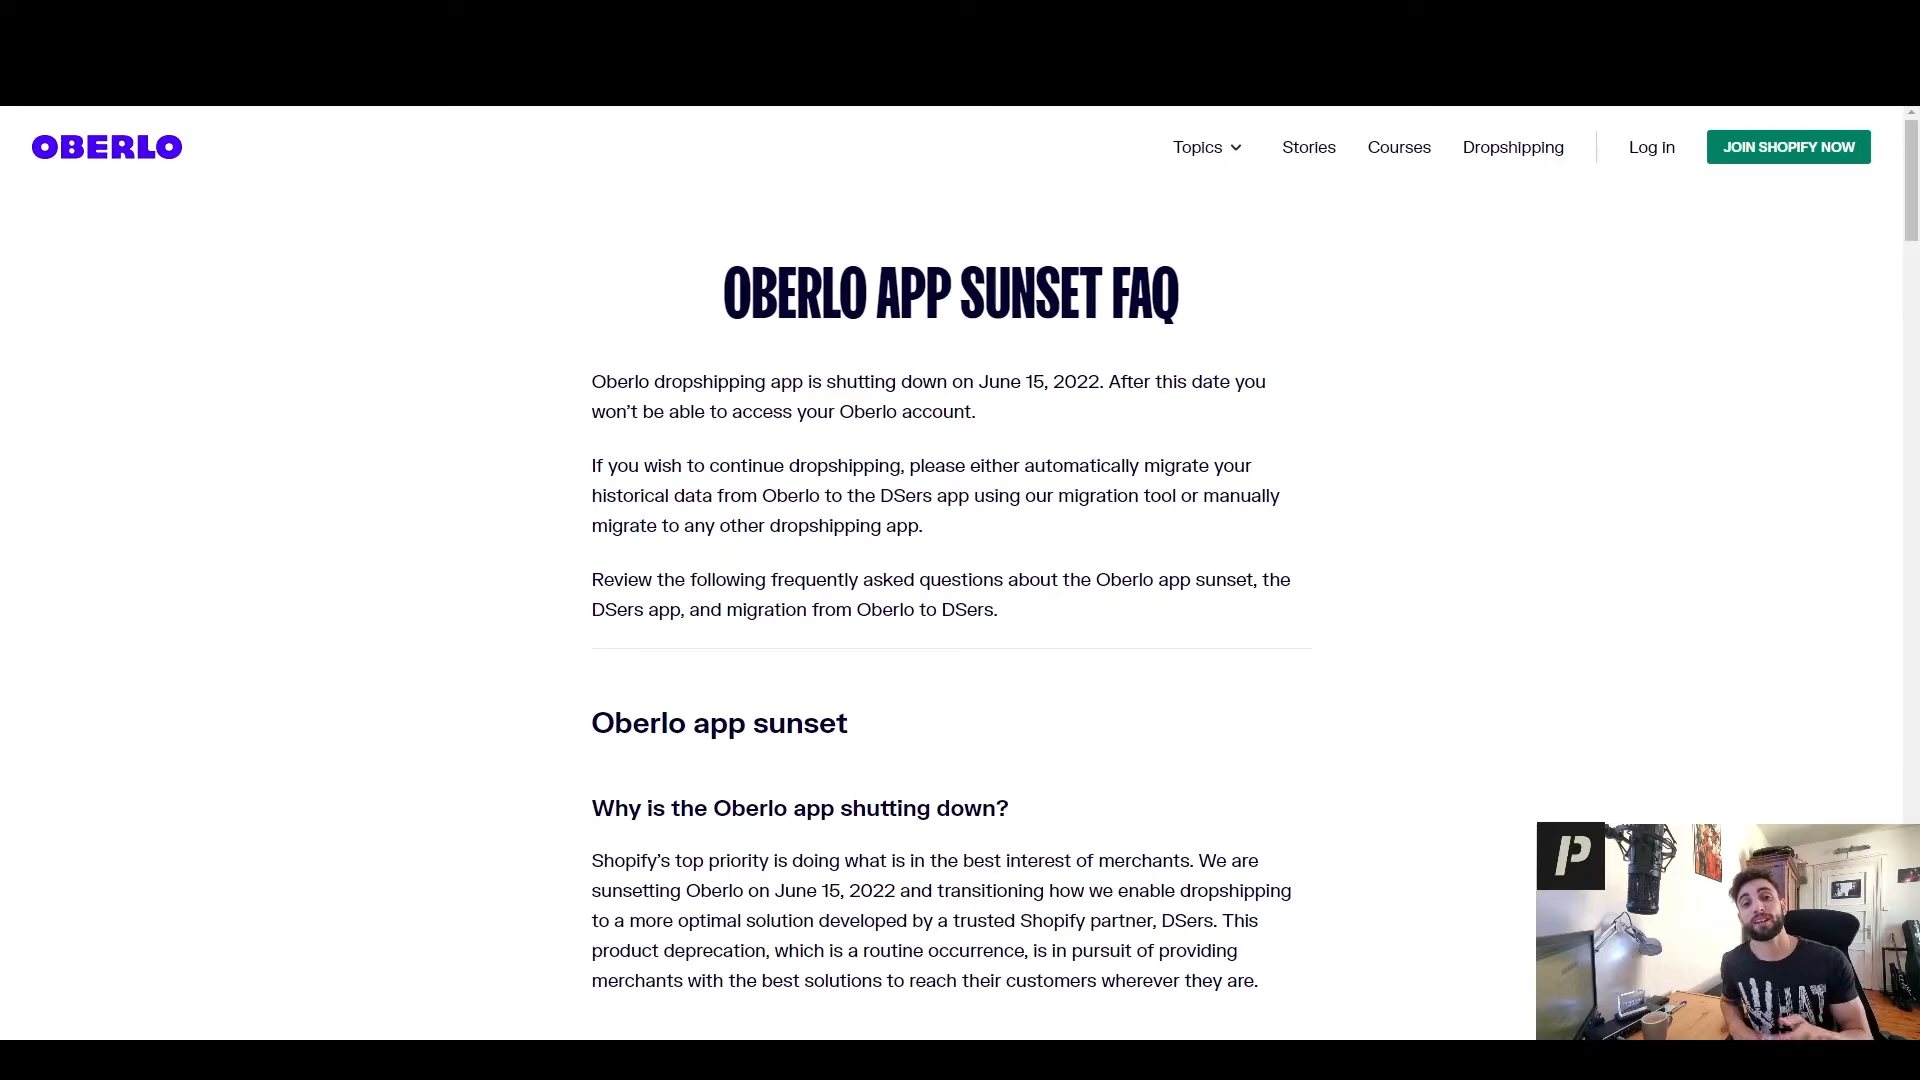 OBERLO
Topics
Stories
Courses
Dropshipping
Log in
JOIN SHOPIFY NOW
OBERLO APP SUNSET FAQ
Oberlo dropshipping app is shutting down on June 15, 2022. After this date you
won’t be able to access your Oberlo account.
If you wish to continue dropshipping, please either automatically migrate your
historical data from Oberlo to the DSers app using our migration tool or manually
migrate to any other dropshipping app.
Review the following frequently asked questions about the Oberlo app sunset, the
DSers app, and migration from Oberlo to DSers.
Oberlo app sunset
Why is the Oberlo app shutting down?
Shopify’s top priority is doing what is in the best interest of merchants. We are
sunsetting Oberlo on June 15, 2022 and transitioning how we enable dropshipping
to a more optimal solution developed by a trusted Shopify partner, DSers. This
product deprecation, which is a routine occurrence, is in pursuit of providing
merchants with the best solutions to reach their customers wherever they are.
P
WHAT